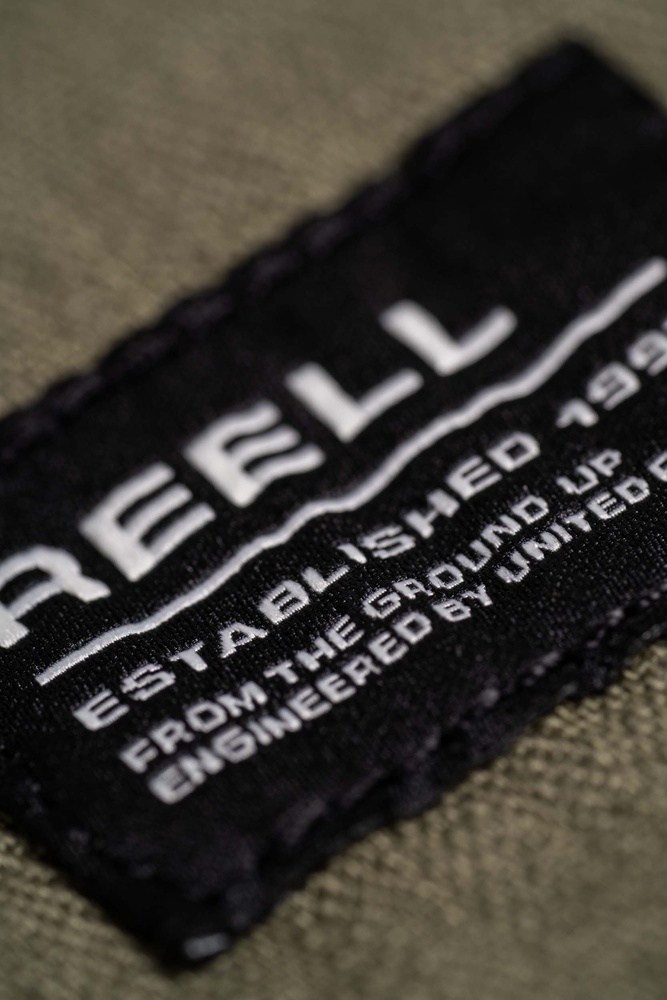 REELL
ESTABLISHED 199
FROM THE GROUND UP
ENGINEERED BY UNITED